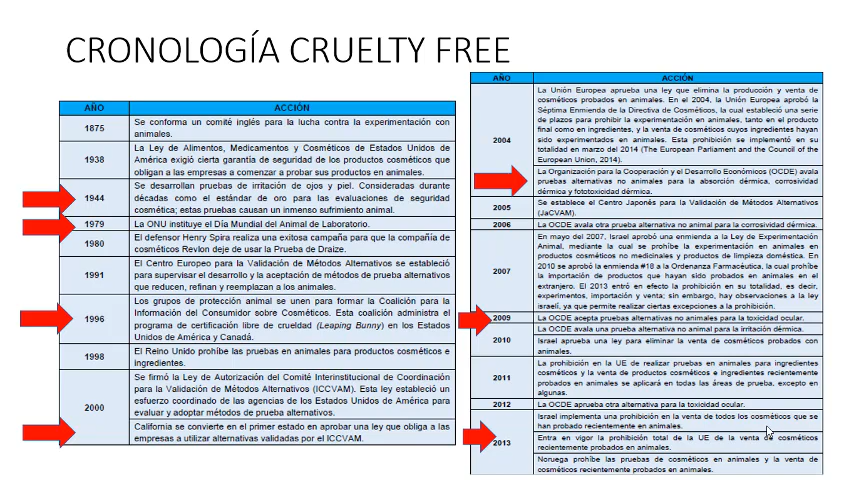 CRONOLOGÍA CRUELTY FREE
AÑO ACCIÓN
1875
Se conforma un comité inglés para la lucha contra la experimentación con
animales.
1938
La Ley de Alimentos, Medicamentos y Cosméticos de Estados Unidos de
América exigió cierta garantía de seguridad de los productos cosméticos que
obligan a las empresas a comenzar a probar sus productos en animales.
1944
Se desarrollan pruebas de irritación de ojos y piel. Consideradas durante
décadas como el estándar de oro para las evaluaciones de seguridad
cosmética; estas pruebas causan un inmenso sufrimiento animal.
1979
La ONU instituye el Día Mundial del Animal de Laboratorio.
1980
El defensor Henry Spira realiza una exitosa campaña para que la compañía de
cosméticos Revlon deje de usar la Prueba de Draize.
1991
El Centro Europeo para la Validación de Métodos Alternativos se estableció
para supervisar el desarrollo y la aceptación de métodos de prueba alternativos
que reducen, refinan y reemplazan a los animales.
1996
Los grupos de protección animal se unen para formar la Coalición para la
Información del Consumidor sobre Cosméticos. Esta coalición administra el
programa de certificación libre de crueldad (Leaping Bunny) en los Estados
Unidos de América y Canadá.
1998
El Reino Unido prohíbe las pruebas en animales para productos cosméticos e
ingredientes.
2000
Se firmó la Ley de Autorización del Comité Interinstitucional de Coordinación
para la Validación de Métodos Alternativos (ICCVAM). Esta ley estableció un
esfuerzo coordinado de las agencias de los Estados Unidos de América para
evaluar y adoptar métodos de prueba alternativos.
California se convierte en el primer estado en aprobar una ley que obliga a las
empresas a utilizar alternativas validadas por el ICCVAM.
AÑO ACCIÓN
2004
La Unión Europea aprueba una ley que elimina la producción y venta de
cosméticos probados en animales. En el 2004, la Unión Europea aprobó la
Séptima Enmienda de la Directiva de Cosméticos, la cual estableció una serie
de plazos para prohibir la experimentación en animales, tanto en el producto
final como en ingredientes, y la venta de cosméticos cuyos ingredientes hayan
sido experimentados en animales. Esta prohibición se implementó en su
totalidad en marzo del 2014 (The European Parliament and the Council of the
European Union, 2014).
La Organización para la Cooperación y el Desarrollo Económicos (OCDE) avala
pruebas alternativas no animales para la absorción dérmica, corrosividad
dérmica y fototoxicidad dérmica.
2005
Se establece el Centro Japonés para la Validación de Métodos Alternativos
(JaCVAM).
2006
La OCDE avala otra prueba alternativa no animal para la corrosividad dérmica.
2007
En mayo del 2007, Israel aprobó una enmienda a la Ley de Experimentación
Animal, mediante la cual se prohíbe la experimentación de animales en
productos cosméticos no medicinales y productos de limpieza doméstica. En
2010 se aprobó la enmienda #18 a la Ordenanza Farmacéutica, la cual prohíbe
la importación de productos que hayan sido probados en animales en el
extranjero. El 2013 entró en efecto la prohibición en su totalidad, es decir,
experimentos, importación y venta; sin embargo, hay observaciones a la ley
israelí, ya que permite realizar ciertas excepciones a la prohibición.
2009
La OCDE acepta pruebas alternativas no animales para la toxicidad ocular.
2010
La OCDE avala una prueba alternativa no animal para la irritación dérmica.
Israel aprueba una ley para eliminar la venta de cosméticos probados con
animales.
2011
La prohibición en la UE de realizar pruebas en animales para ingredientes
cosméticos y la venta de productos cosméticos e ingredientes recientemente
probados en animales se aplicará en todas las áreas de prueba, excepto en
algunas.
2012
La OCDE aprueba otra alternativa para la toxicidad ocular.
2013
Israel implementa una prohibición en la venta de todos los cosméticos que se
han probado recientemente en animales.
Entra en vigor la prohibición total de la UE de la venta de cosméticos
recientemente probados en animales.
Noruega prohíbe las pruebas de cosméticos en animales y la venta de
cosméticos recientemente probados en animales.